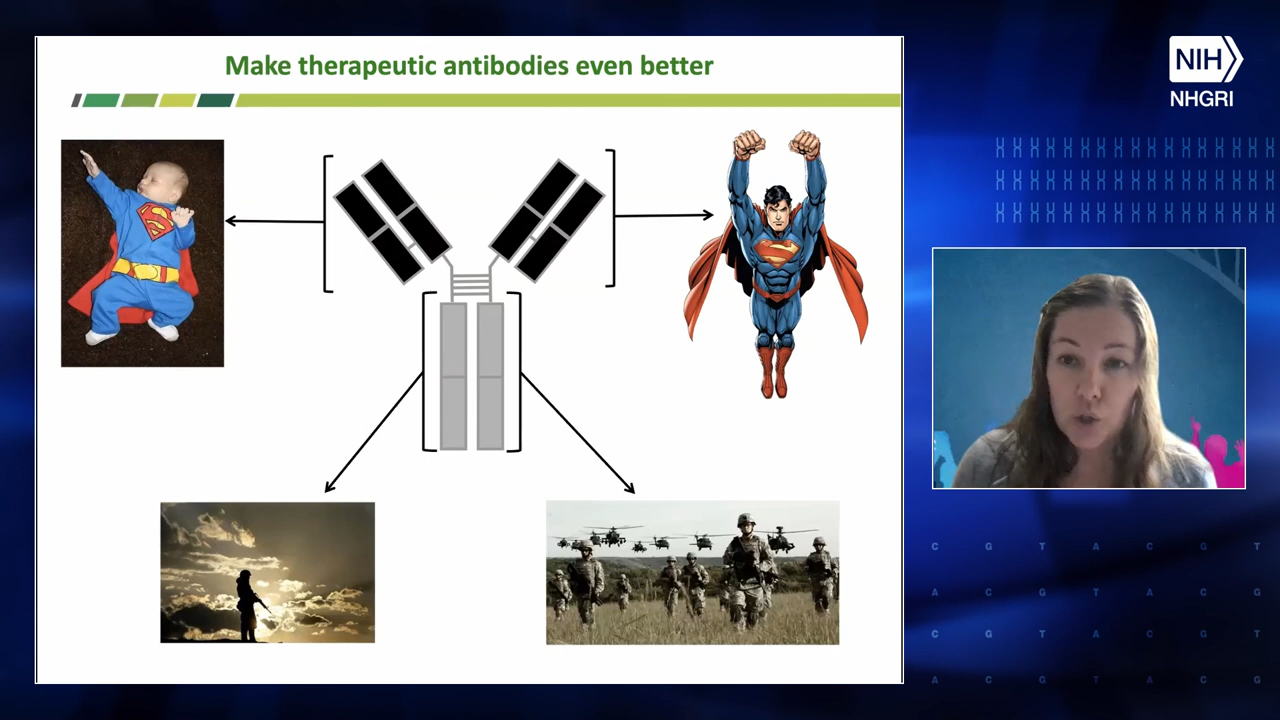 Make therapeutic antibodies even better
NIH
NHGRI
C G T A C G T
A C G T A C G
C G T A C G T
A C G T A C G